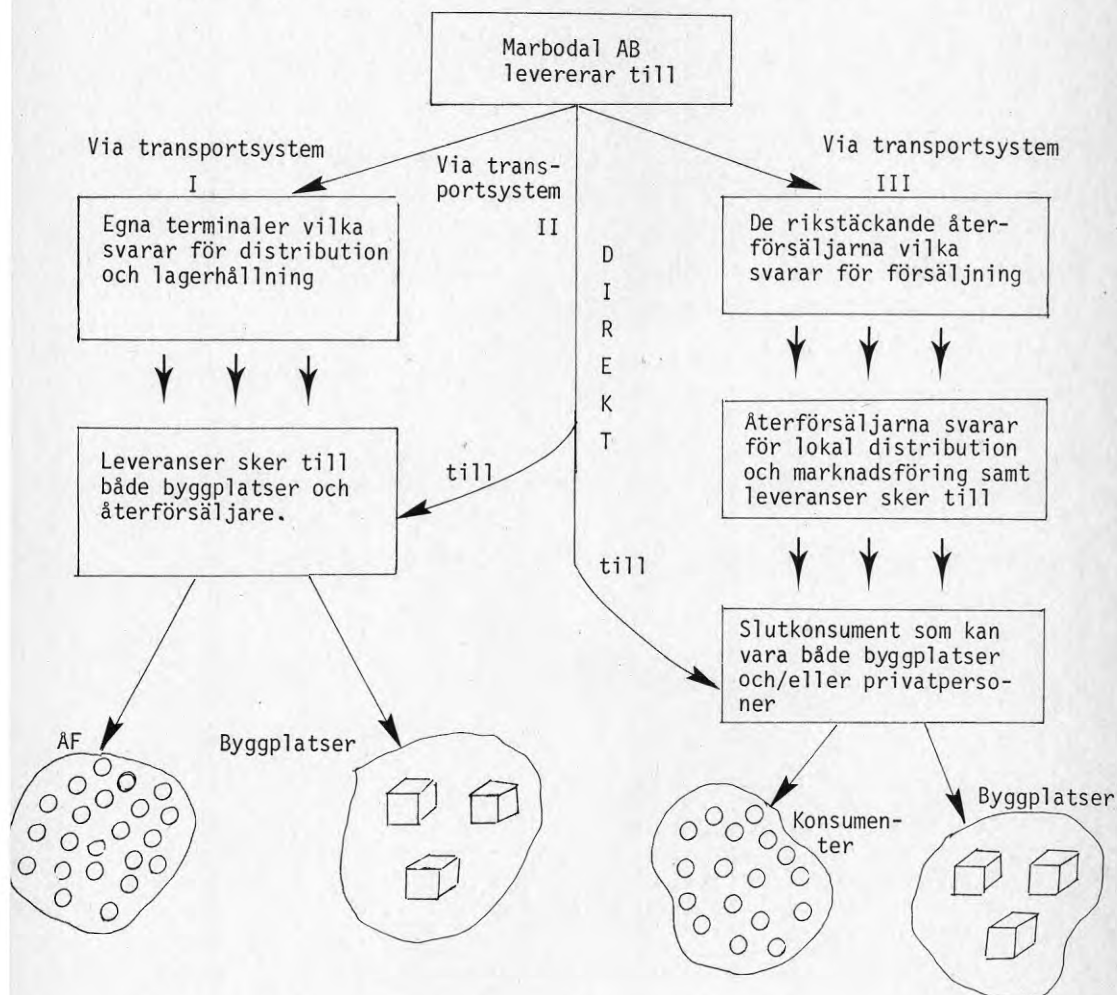 Marbodal AB
levererar till
Via transportsystem
I
Via trans-
portsystem
II
Via transportsystem
III
Egna terminaler vilka
svarar för distribution
och lagerhållning
DIREKT
De rikstäckande åter-
försäljarna vilka
svarar för försäljning
Leveranser sker till
både byggplatser och
återförsäljare.
till
Återförsäljarna svarar
för lokal distribution
och marknadsföring samt
leveranser sker till
till
Slutkonsument som kan
vara både byggplatser
och/eller privatperso-
ner
ÅF
Byggplatser
Konsumen-
ter
Byggplatser